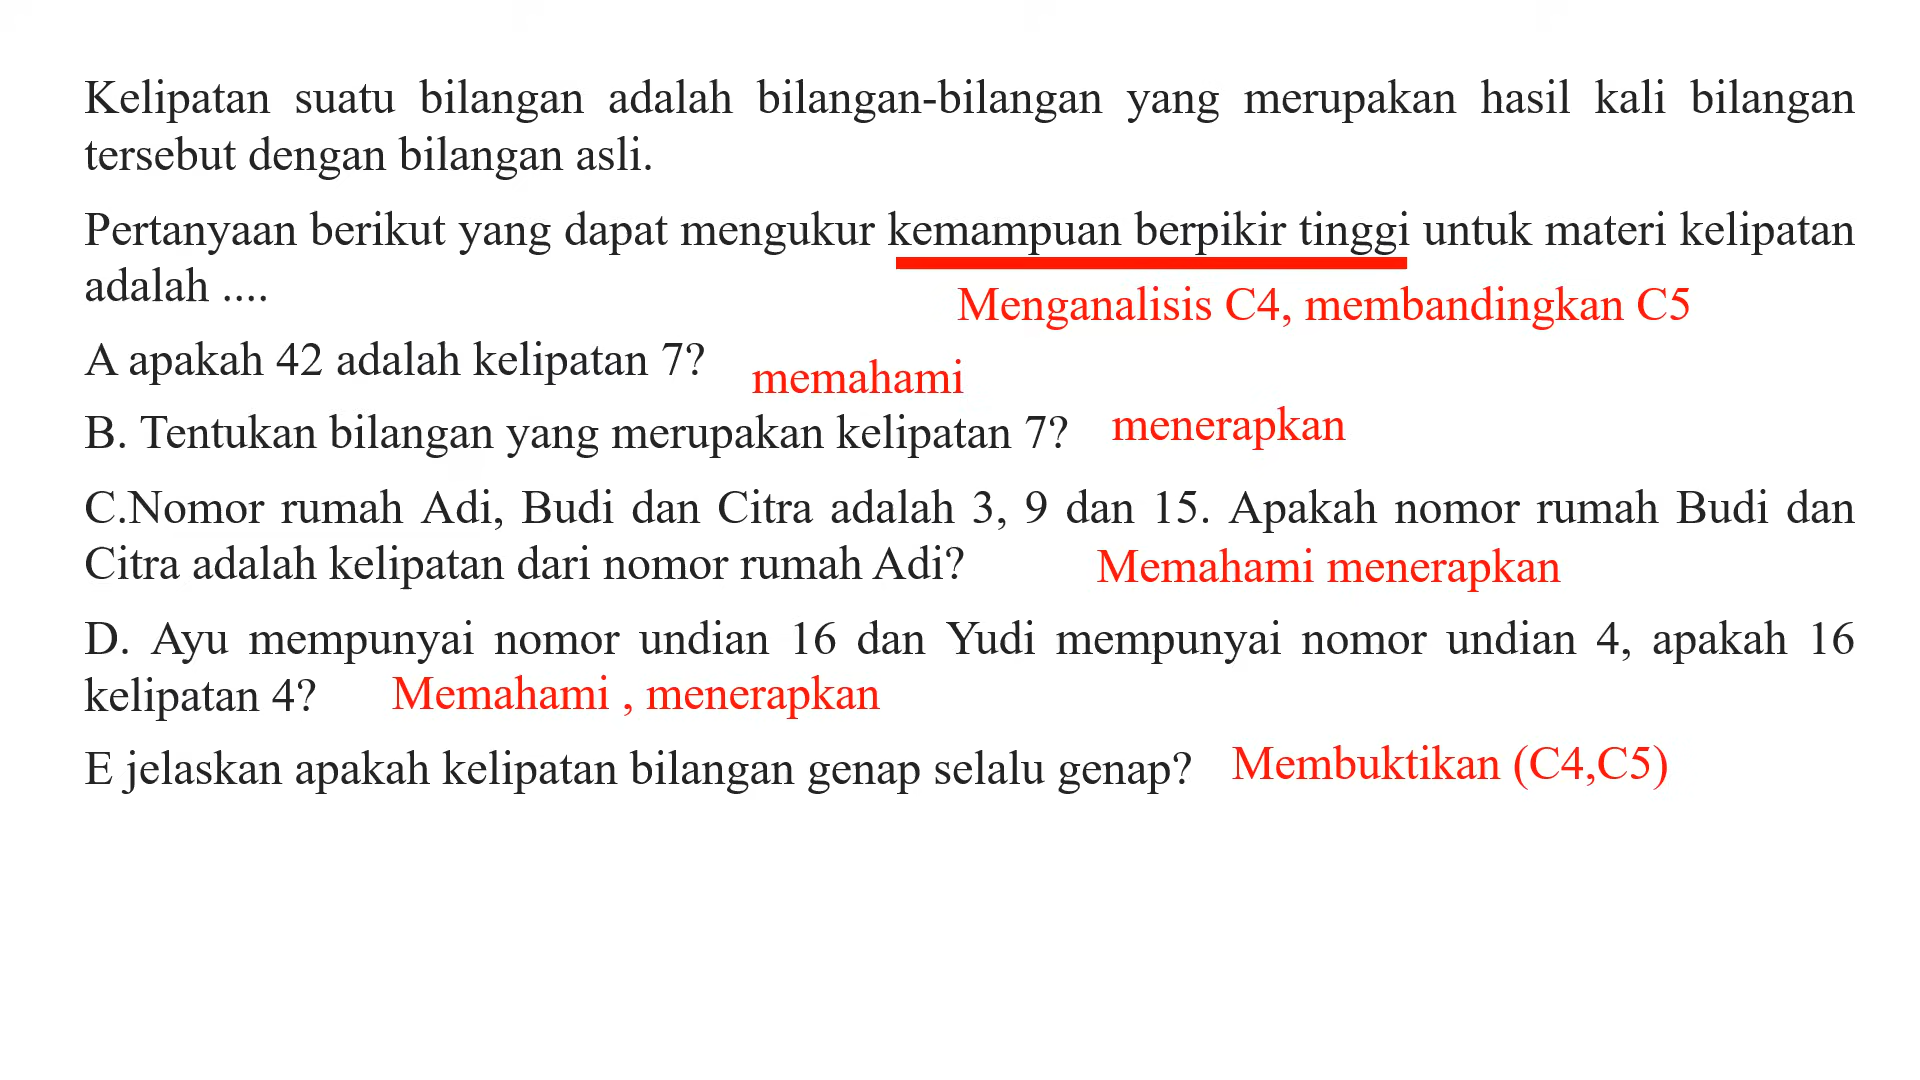 Kelipatan suatu bilangan adalah bilangan-bilangan yang merupakan hasil kali bilangan
tersebut dengan bilangan asli.
Pertanyaan berikut yang dapat mengukur kemampuan berpikir tinggi untuk materi kelipatan
adalah ....
Menganalisis C4, membandingkan C5
A apakah 42 adalah kelipatan 7?
memahami
B. Tentukan bilangan yang merupakan kelipatan 7?
menerapkan
C.Nomor rumah Adi, Budi dan Citra adalah 3, 9 dan 15. Apakah nomor rumah Budi dan
Citra adalah kelipatan dari nomor rumah Adi?
Memahami menerapkan
D. Ayu mempunyai nomor undian 16 dan Yudi mempunyai nomor undian 4, apakah 16
kelipatan 4?
Memahami , menerapkan
E jelaskan apakah kelipatan bilangan genap selalu genap?
Membuktikan (C4,C5)